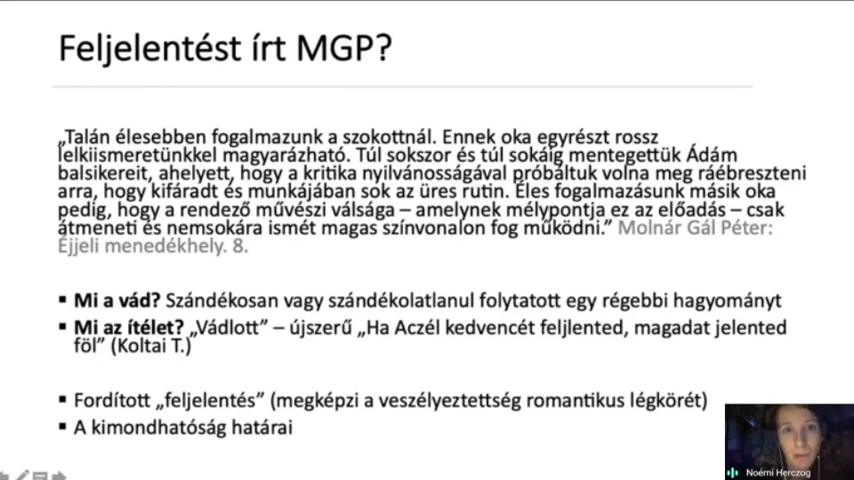 Feljelentést írt MGP?
„Talán élesebben fogalmazunk a szokottnál. Ennek oka egyrészt rossz
lelkiismeretünkkel magyarázható. Túl sokszor és túl sokáig mentegettük Ádám
balsikereit, ahelyett, hogy a kritika nyilvánosságával próbáltuk volna meg ráébreszteni
arra, hogy kifáradt és munkájában sok az üres rutin. Éles fogalmazásunk másik oka
pedig, hogy a rendező művészi válsága – amelynek mélypontja ez az előadás – csak
átmeneti és nemsokára ismét magas színvonalon fog működni.” Molnár Gál Péter:
Éjjeli menedékhely. 8.
▪ Mi a vád? Szándékosan vagy szándékolatlanul folytatott egy régebbi hagyományt
▪ Mi az ítélet? „Vádlott” – újszerű „Ha Aczél kedvencét feljlented, magadat jelented
föl” (Koltai T.)
▪ Fordított „feljelentés” (megképzi a veszélyeztettség romantikus légkörét)
▪ A kimondhatóság határai
Noémi Herczog